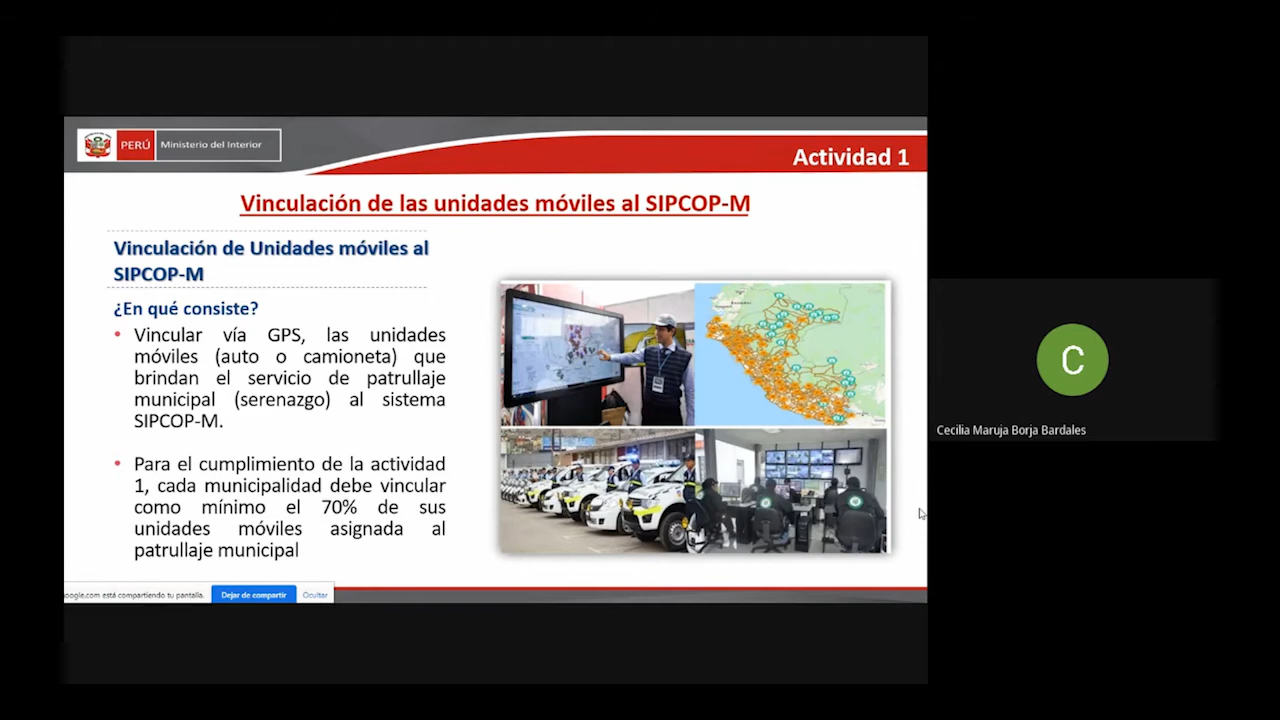 PERÚ
Ministerio del Interior
Actividad 1
Vinculación de las unidades móviles al SIPCOP-M
Vinculación de Unidades móviles al
SIPCOP-M
¿En qué consiste?
• Vincular vía GPS, las unidades
móviles (auto o camioneta) que
brindan el servicio de patrullaje
municipal (serenazgo) al sistema
SIPCOP-M.
• Para el cumplimiento de la actividad
1, cada municipalidad debe vincular
como mínimo el 70% de sus
unidades móviles asignada al
patrullaje municipal
oogle.com está compartiendo tu pantalla.
Dejar de compartir
Ocultar
C
Cecilia Maruja Borja Bardales